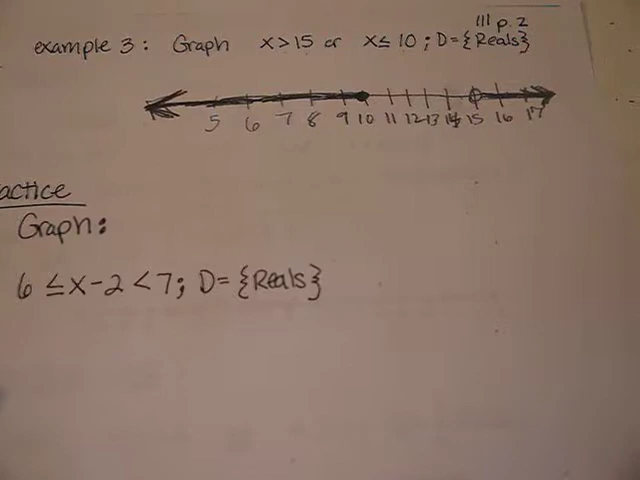 111 p. 2
example 3: Graph x > 15 or x ≤ 10; D = {Reals}
5 6 7 8 9 10 11 12 13 14 15 16 17
actice
Graph:
6 ≤ x - 2 < 7; D = {Reals}